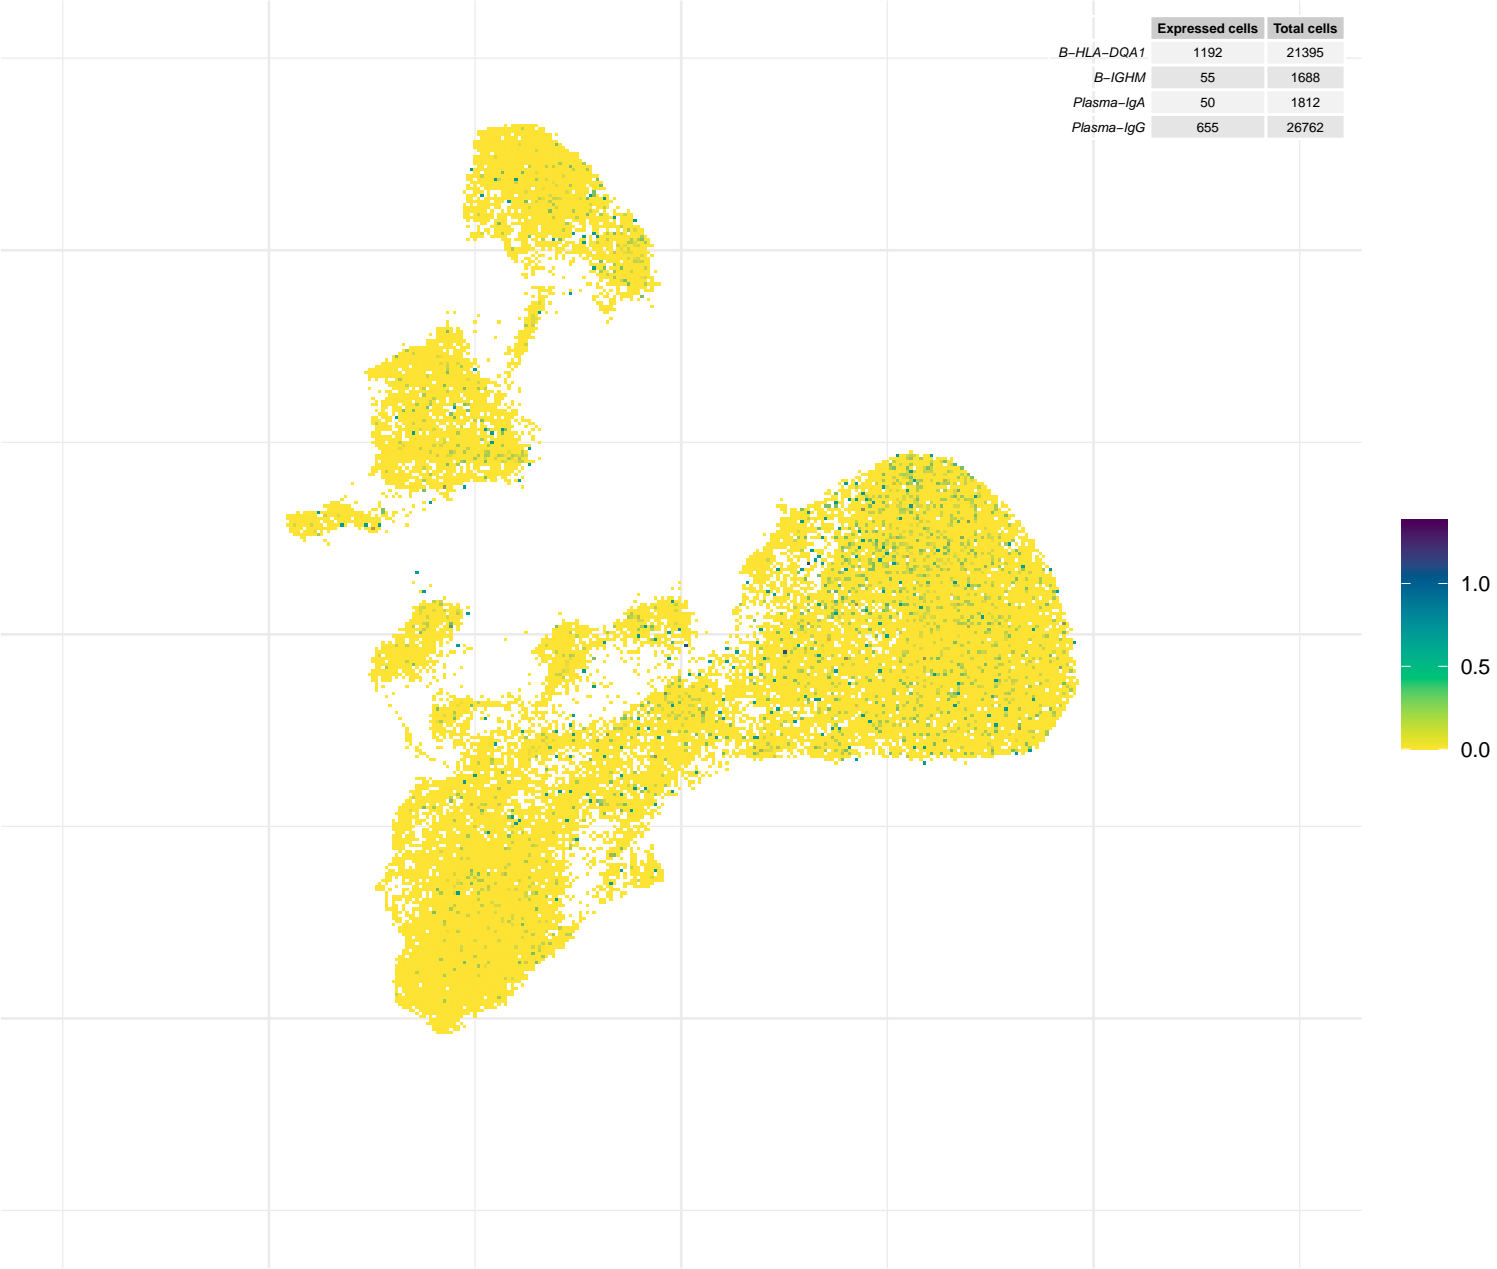 Expressed cells Total cells
B−HLA−DQA1 1192 21395
B−IGHM 55 1688
Plasma−IgA 50 1812
Plasma−IgG 655 26762
1.0
0.5
0.0